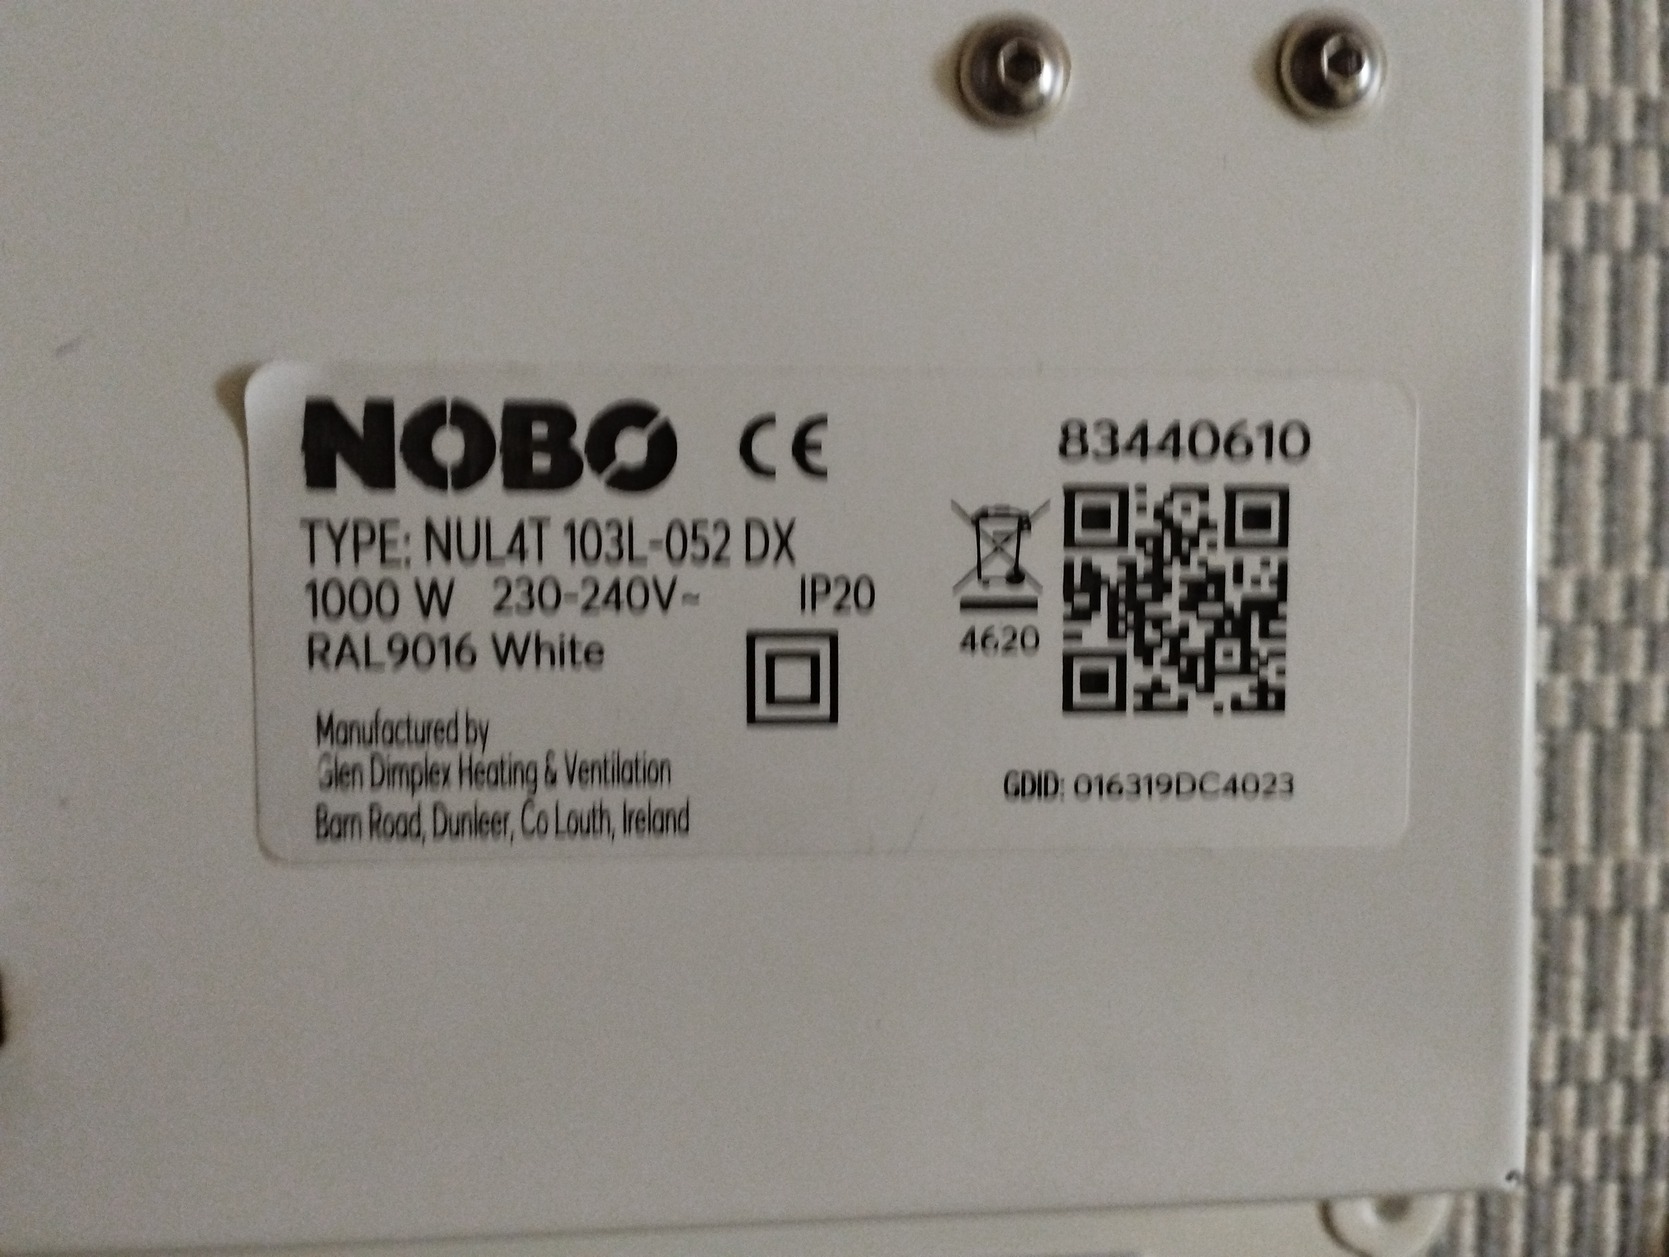 NOBO CE
TYPE: NUL4T 103L-052 DX
1000 W 230-240V~ IP20
RAL9016 White
Manufactured by
Glen Dimplex Heating & Ventilation
Barn Road, Dunleer, Co Louth, Ireland
83440610
4620
GDID: 016319DC4023